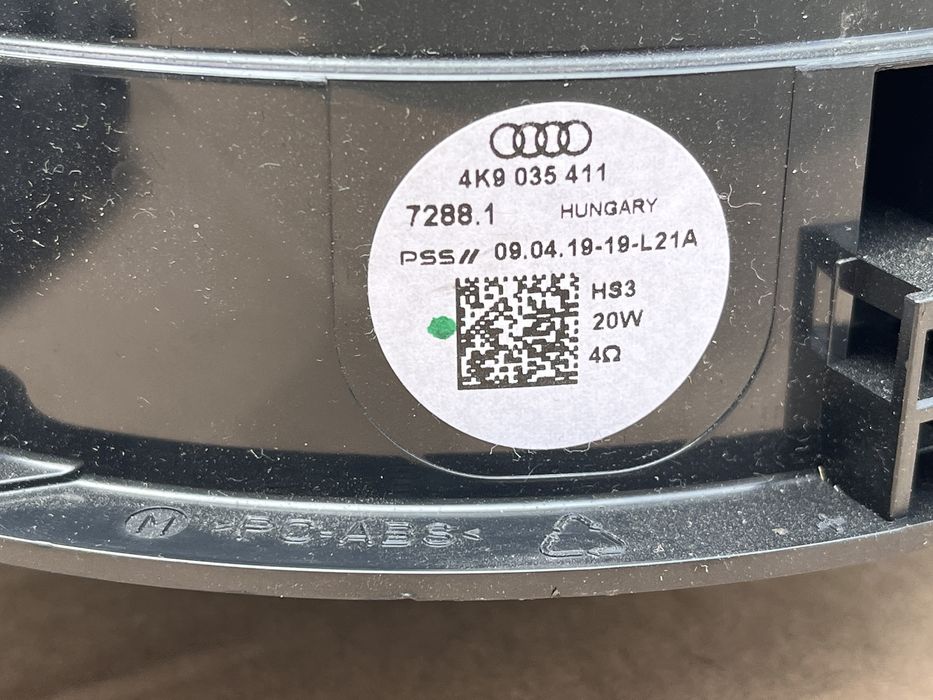 4K9 035 411
7288.1 HUNGARY
PSS// 09.04.19-19-L21A
HS3
20W
4Ω
M >PC-ABS<